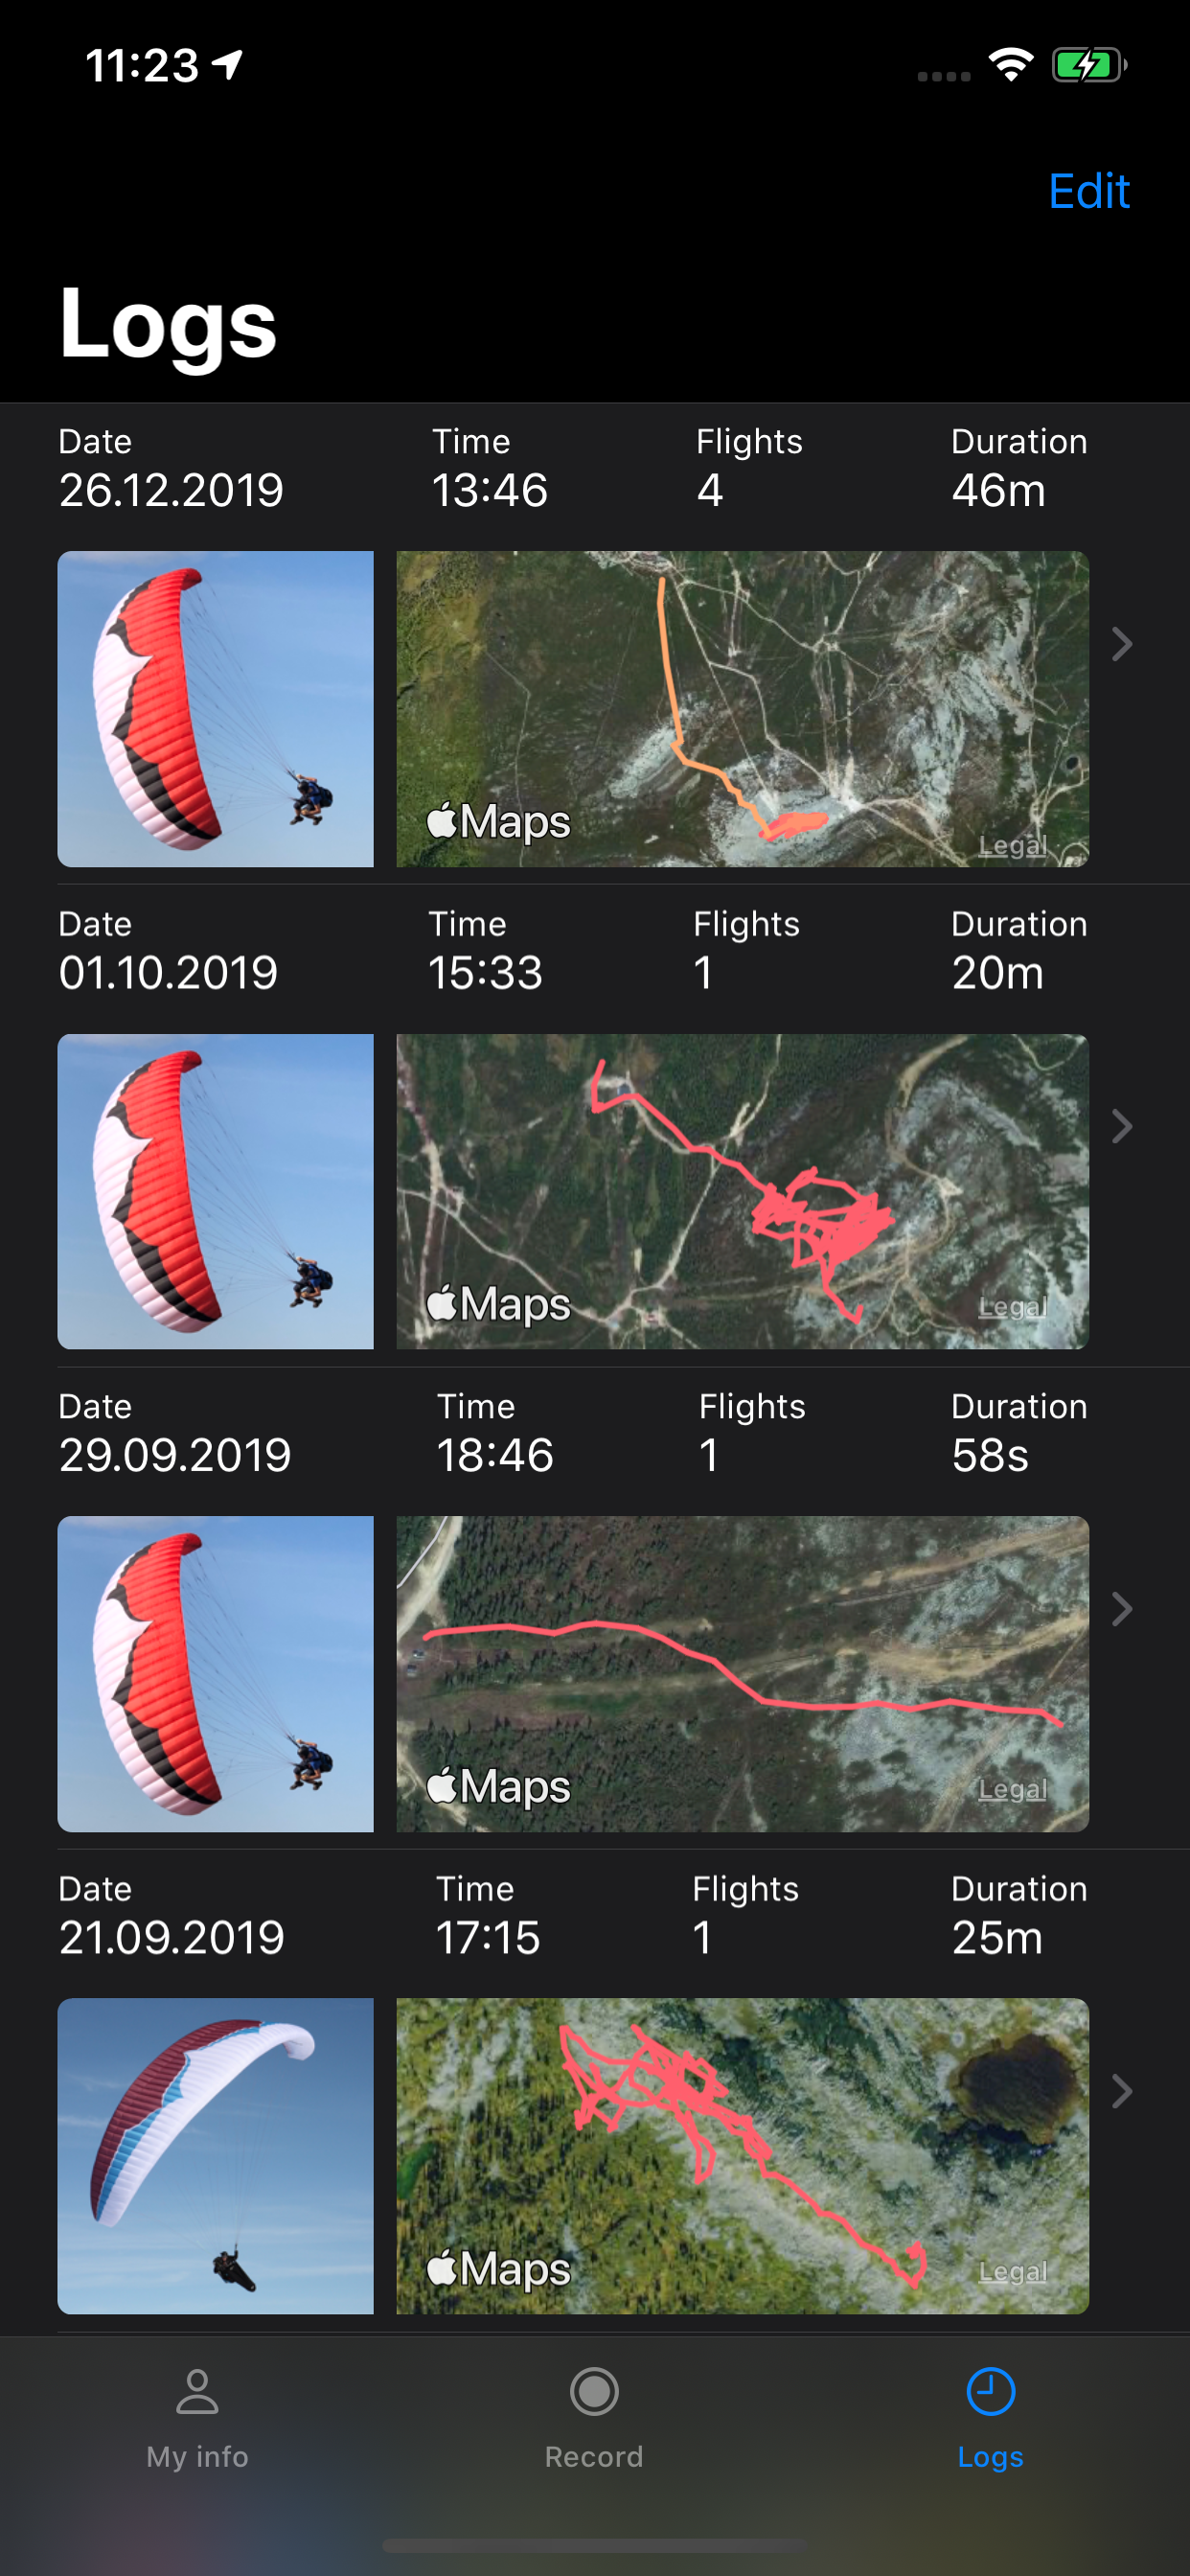 11:23
Edit
Logs
Date Time Flights Duration
26.12.2019 13:46 4 46m
Maps
Legal
Date Time Flights Duration
01.10.2019 15:33 1 20m
Maps
Legal
Date Time Flights Duration
29.09.2019 18:46 1 58s
Maps
Legal
Date Time Flights Duration
21.09.2019 17:15 1 25m
Maps
Legal
My info Record Logs